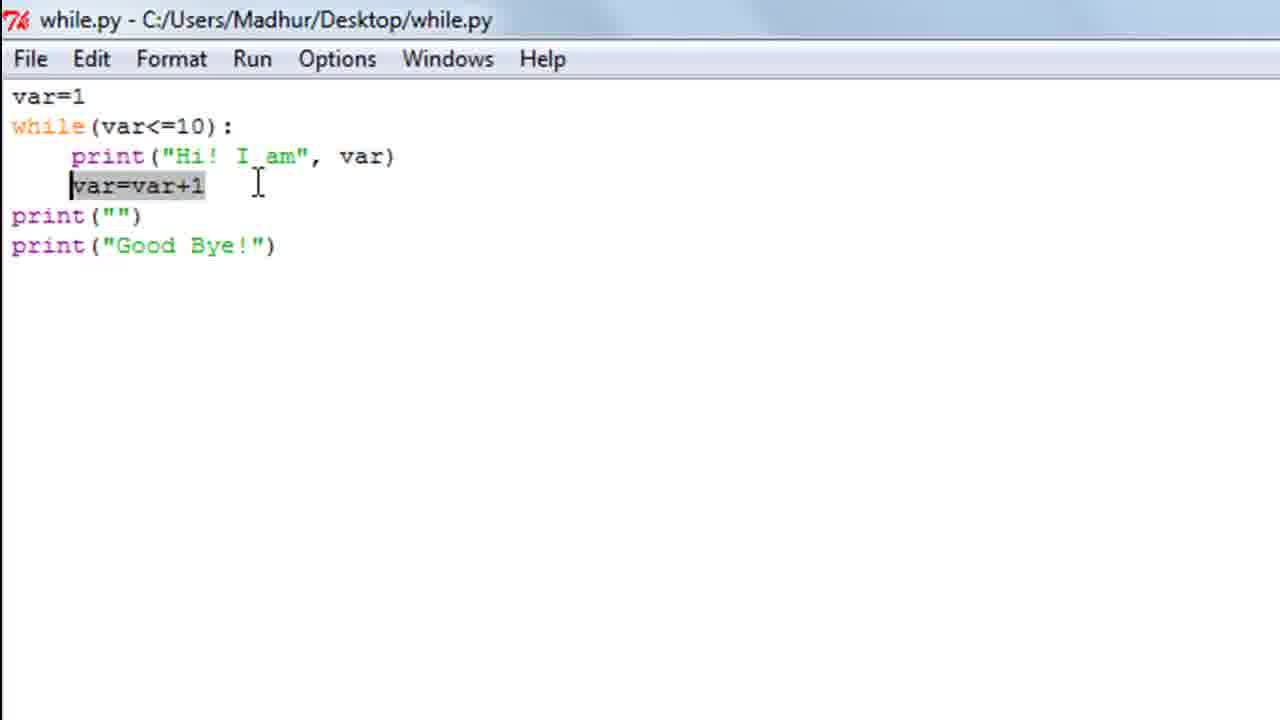 while.py - C:/Users/Madhur/Desktop/while.py
File Edit Format Run Options Windows Help
var=1
while(var<=10):
    print("Hi! I am", var)
    var=var+1
print("")
print("Good Bye!")